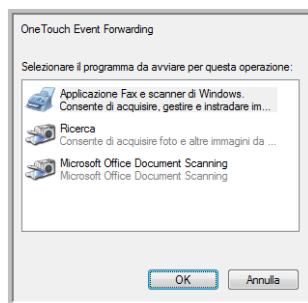 OneTouch Event Forwarding
Selezionare il programma da avviare per questa operazione:
Applicazione Fax e scanner di Windows.
Consente di acquisire, gestire e instradare im...
Ricerca
Consente di acquisire foto e altre immagini da ...
Microsoft Office Document Scanning
Microsoft Office Document Scanning
OK Annulla